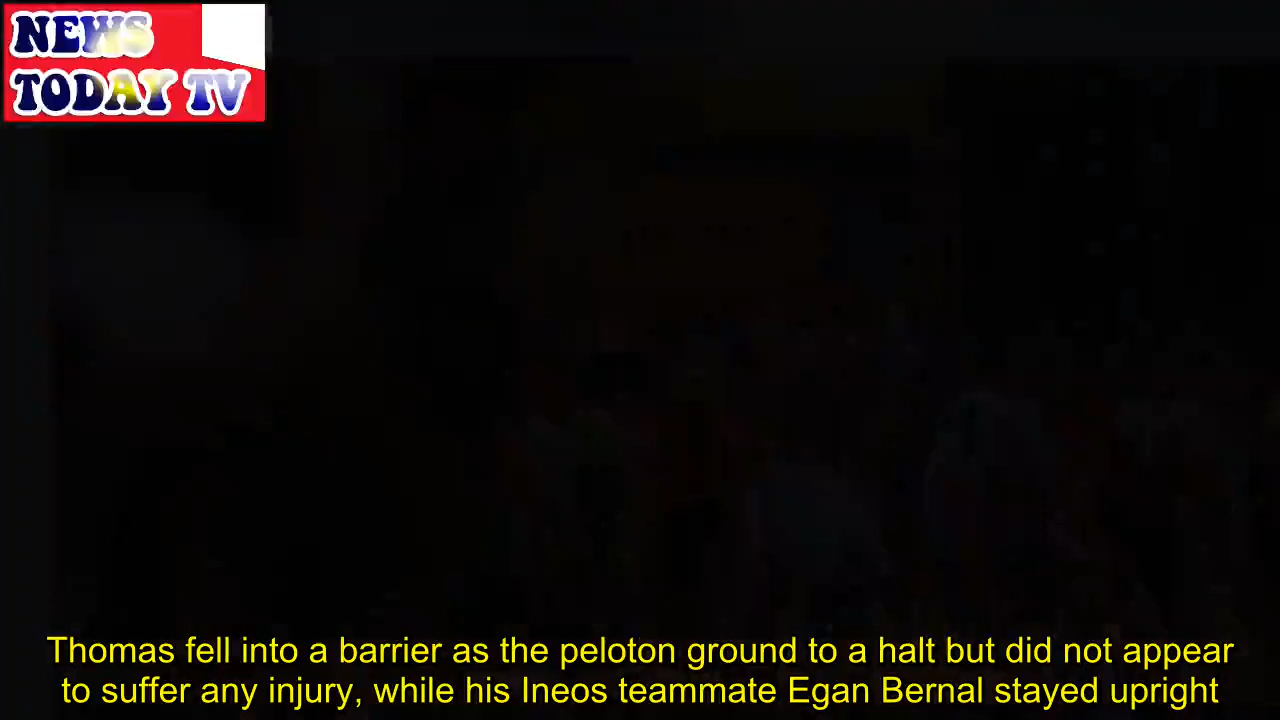 NEWS
TODAY TV
Thomas fell into a barrier as the peloton ground to a halt but did not appear
to suffer any injury, while his Ineos teammate Egan Bernal stayed upright